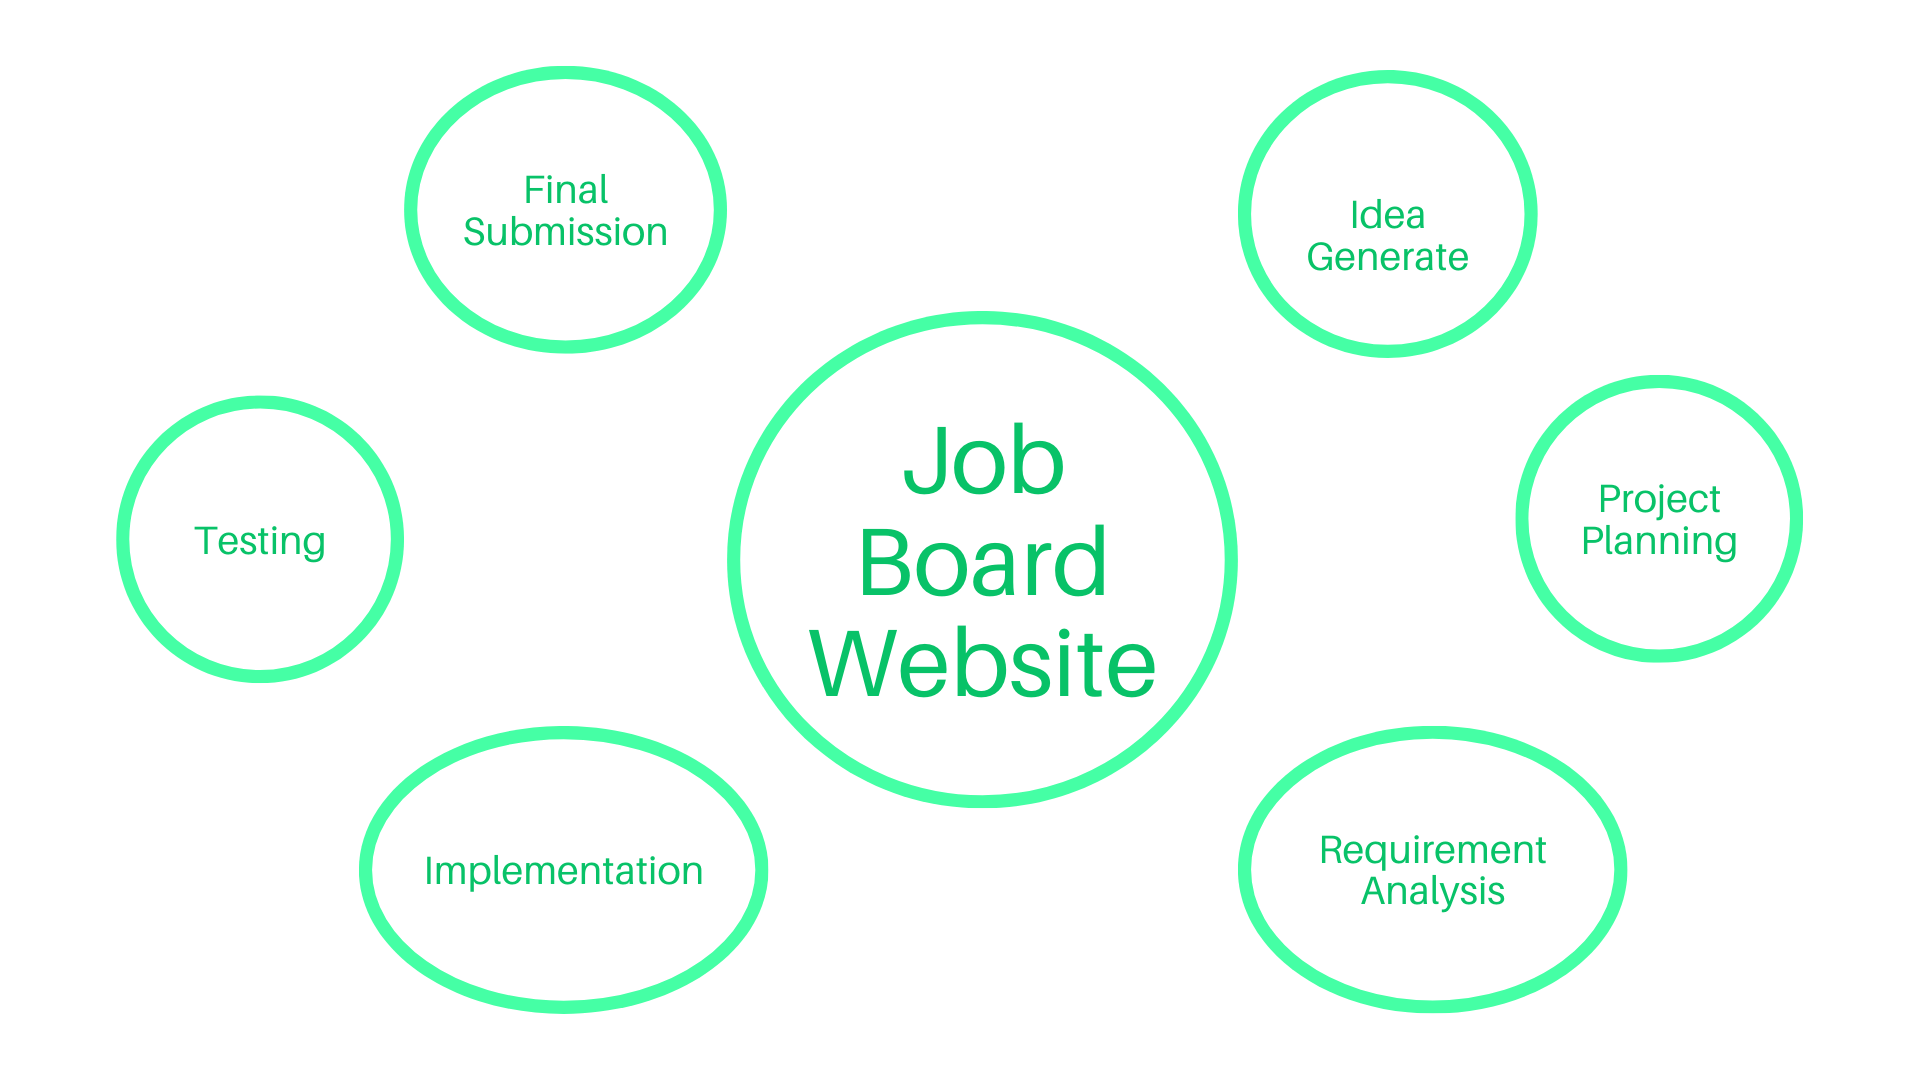 Final
Submission
Idea
Generate
Job
Board
Website
Testing
Project
Planning
Implementation
Requirement
Analysis